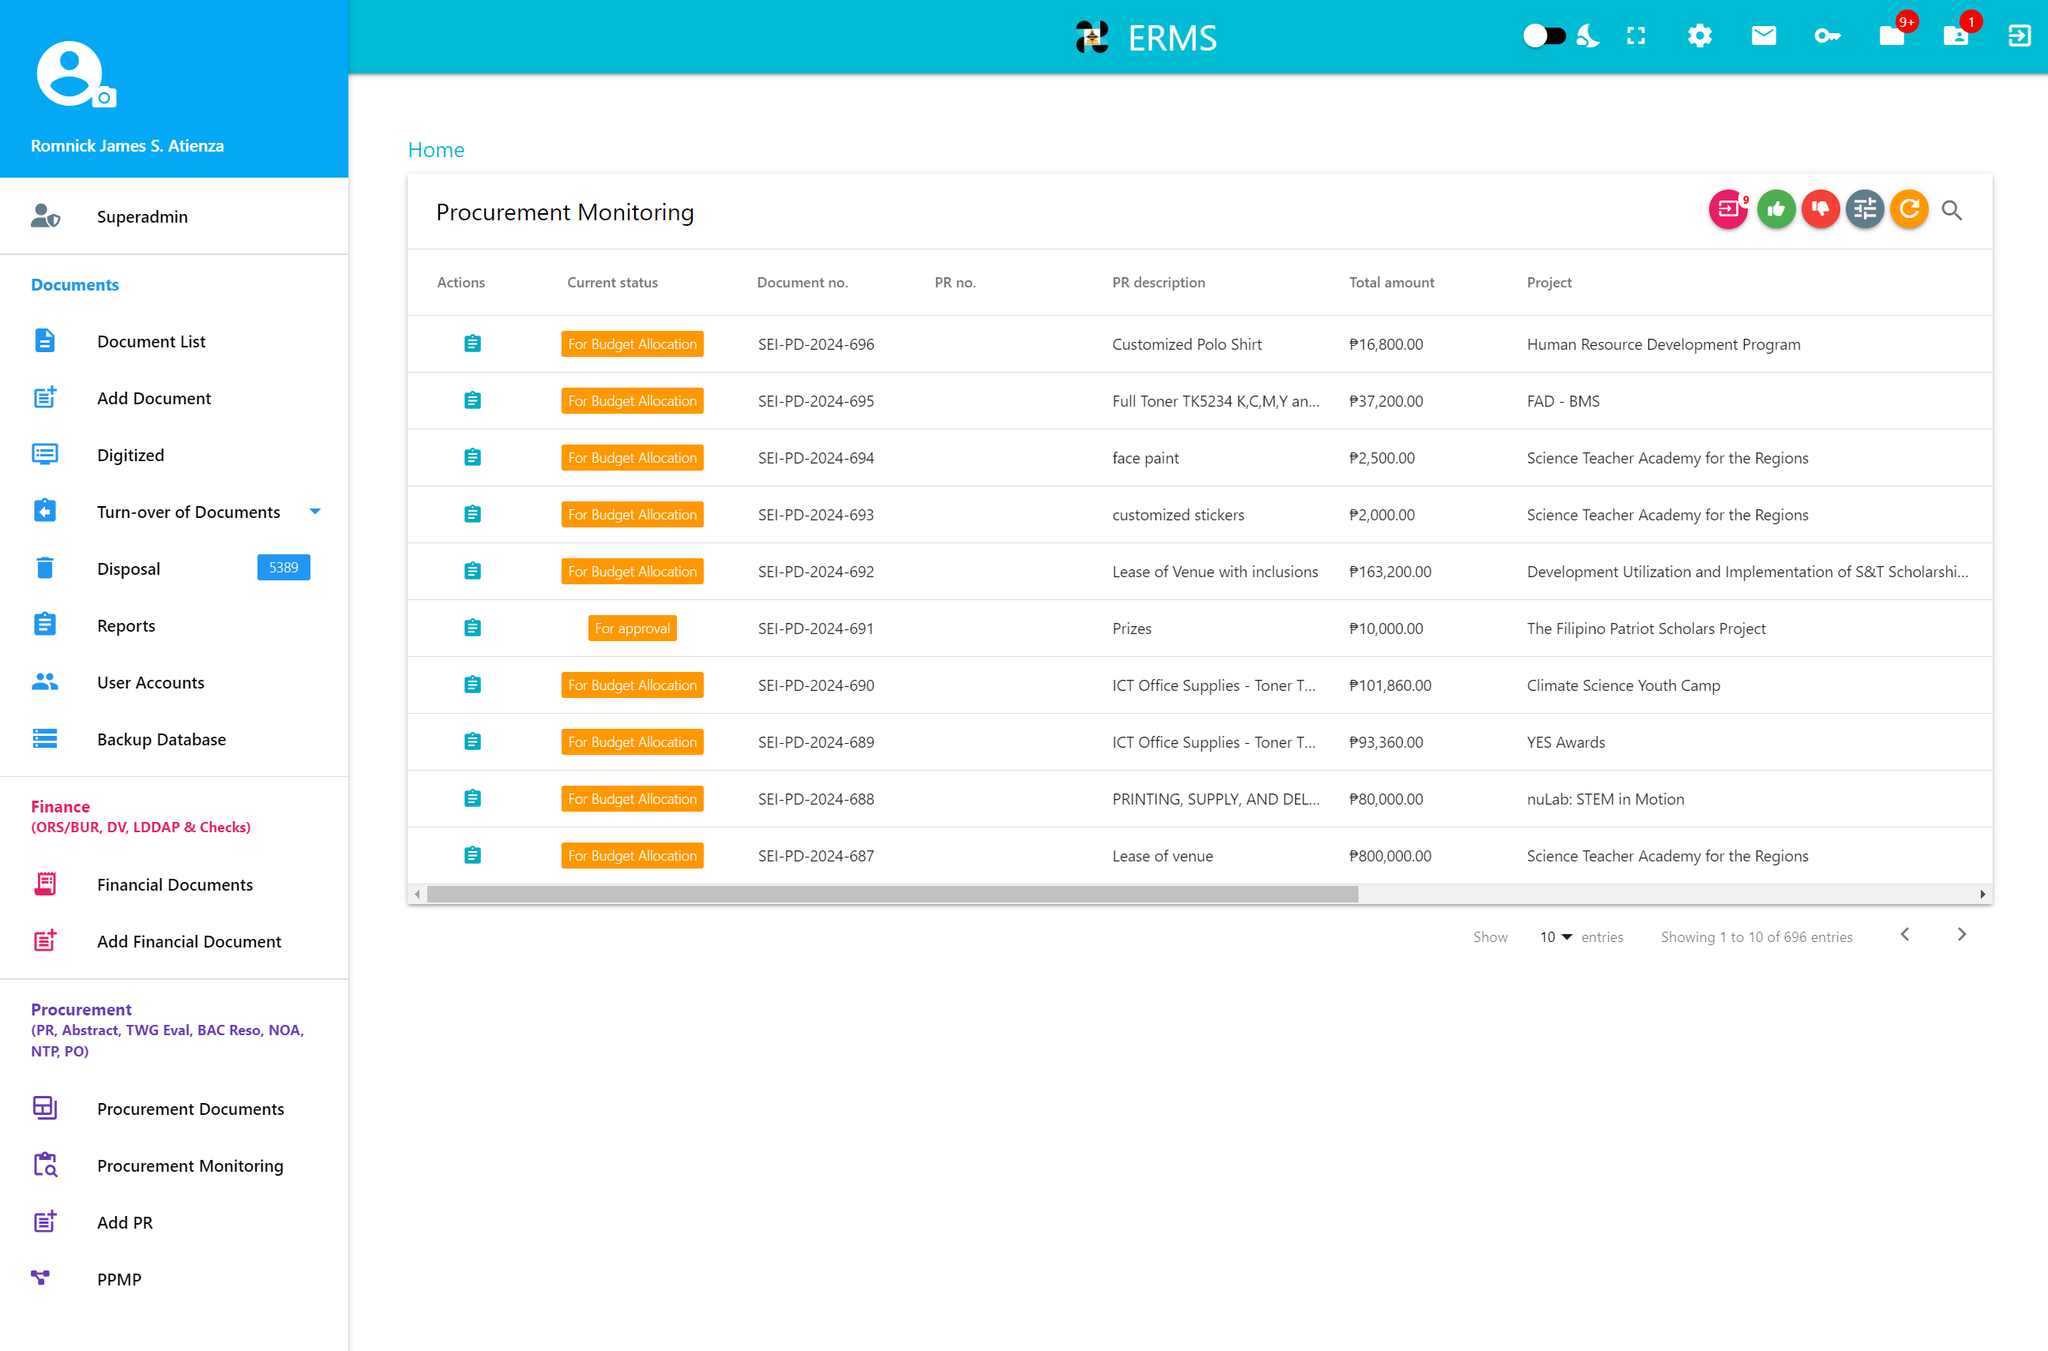 ERMS
9+
1
Romnick James S. Atienza
Superadmin
Documents
Document List
Add Document
Digitized
Turn-over of Documents
Disposal 5389
Reports
User Accounts
Backup Database
Finance
(ORS/BUR, DV, LDDAP & Checks)
Financial Documents
Add Financial Document
Procurement
(PR, Abstract, TWG Eval, BAC Reso, NOA,
NTP, PO)
Procurement Documents
Procurement Monitoring
Add PR
PPMP
Home
Procurement Monitoring 9
Actions Current status Document no. PR no. PR description Total amount Project
For Budget Allocation SEI-PD-2024-696 Customized Polo Shirt ₱16,800.00 Human Resource Development Program
For Budget Allocation SEI-PD-2024-695 Full Toner TK5234 K,C,M,Y an... ₱37,200.00 FAD - BMS
For Budget Allocation SEI-PD-2024-694 face paint ₱2,500.00 Science Teacher Academy for the Regions
For Budget Allocation SEI-PD-2024-693 customized stickers ₱2,000.00 Science Teacher Academy for the Regions
For Budget Allocation SEI-PD-2024-692 Lease of Venue with inclusions ₱163,200.00 Development Utilization and Implementation of S&T Scholarshi...
For approval SEI-PD-2024-691 Prizes ₱10,000.00 The Filipino Patriot Scholars Project
For Budget Allocation SEI-PD-2024-690 ICT Office Supplies - Toner T... ₱101,860.00 Climate Science Youth Camp
For Budget Allocation SEI-PD-2024-689 ICT Office Supplies - Toner T... ₱93,360.00 YES Awards
For Budget Allocation SEI-PD-2024-688 PRINTING, SUPPLY, AND DEL... ₱80,000.00 nuLab: STEM in Motion
For Budget Allocation SEI-PD-2024-687 Lease of venue ₱800,000.00 Science Teacher Academy for the Regions
Show 10 entries Showing 1 to 10 of 696 entries